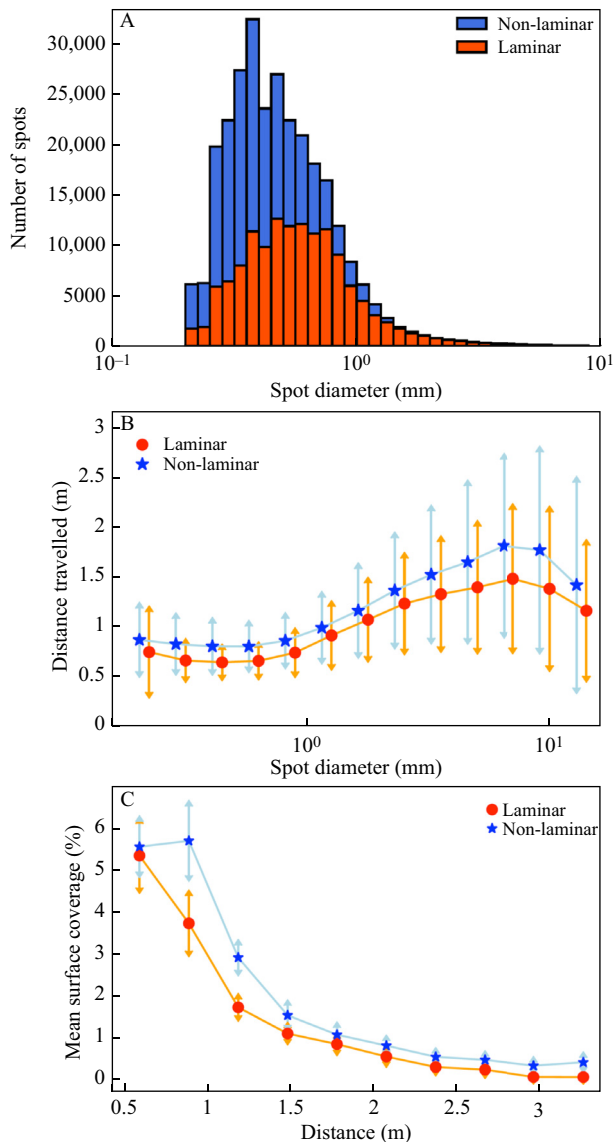 A
Non-laminar
Laminar
Number of spots
30,000
25,000
20,000
15,000
10,000
5000
0
10⁻¹ 10⁰ 10¹
Spot diameter (mm)
B
Laminar
Non-laminar
Distance travelled (m)
3
2.5
2
1.5
1
0.5
0
10⁰ 10¹
Spot diameter (mm)
C
Laminar
Non-laminar
Mean surface coverage (%)
6
5
4
3
2
1
0
0.5 1 1.5 2 2.5 3
Distance (m)